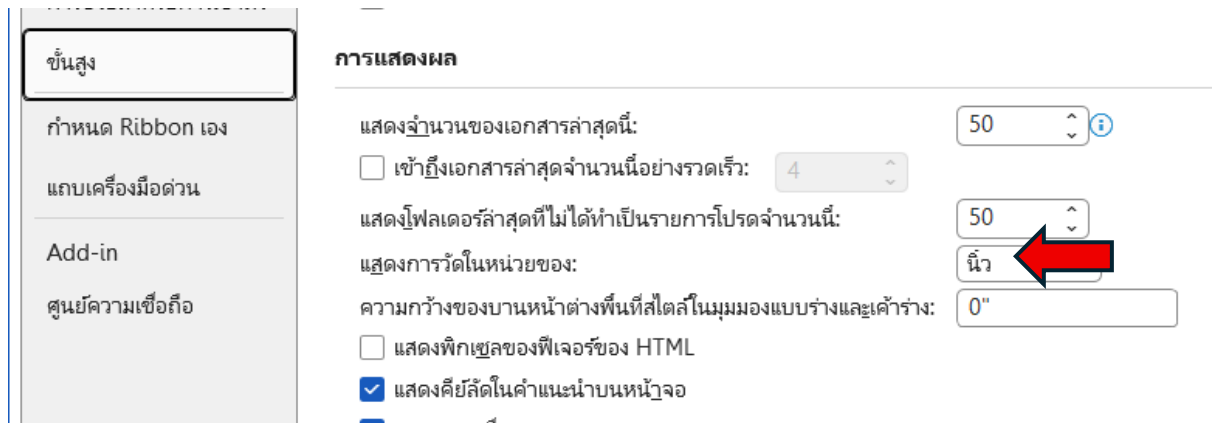 ขั้นสูง
กำหนด Ribbon เอง
แถบเครื่องมือด่วน
Add-in
ศูนย์ความเชื่อถือ
การแสดงผล
แสดงจำนวนของเอกสารล่าสุดนี้: 50
เข้าถึงเอกสารล่าสุดจำนวนนี้อย่างรวดเร็ว: 4
แสดงโฟลเดอร์ล่าสุดที่ไม่ได้ทำเป็นรายการโปรดจำนวนนี้: 50
แสดงการวัดในหน่วยของ: นิ้ว
ความกว้างของบานหน้าต่างพื้นที่สไตล์ในมุมมองแบบร่างและเค้าร่าง: 0"
แสดงพิกเซลของฟีเจอร์ของ HTML
แสดงคีย์ลัดในคำแนะนำบนหน้าจอ